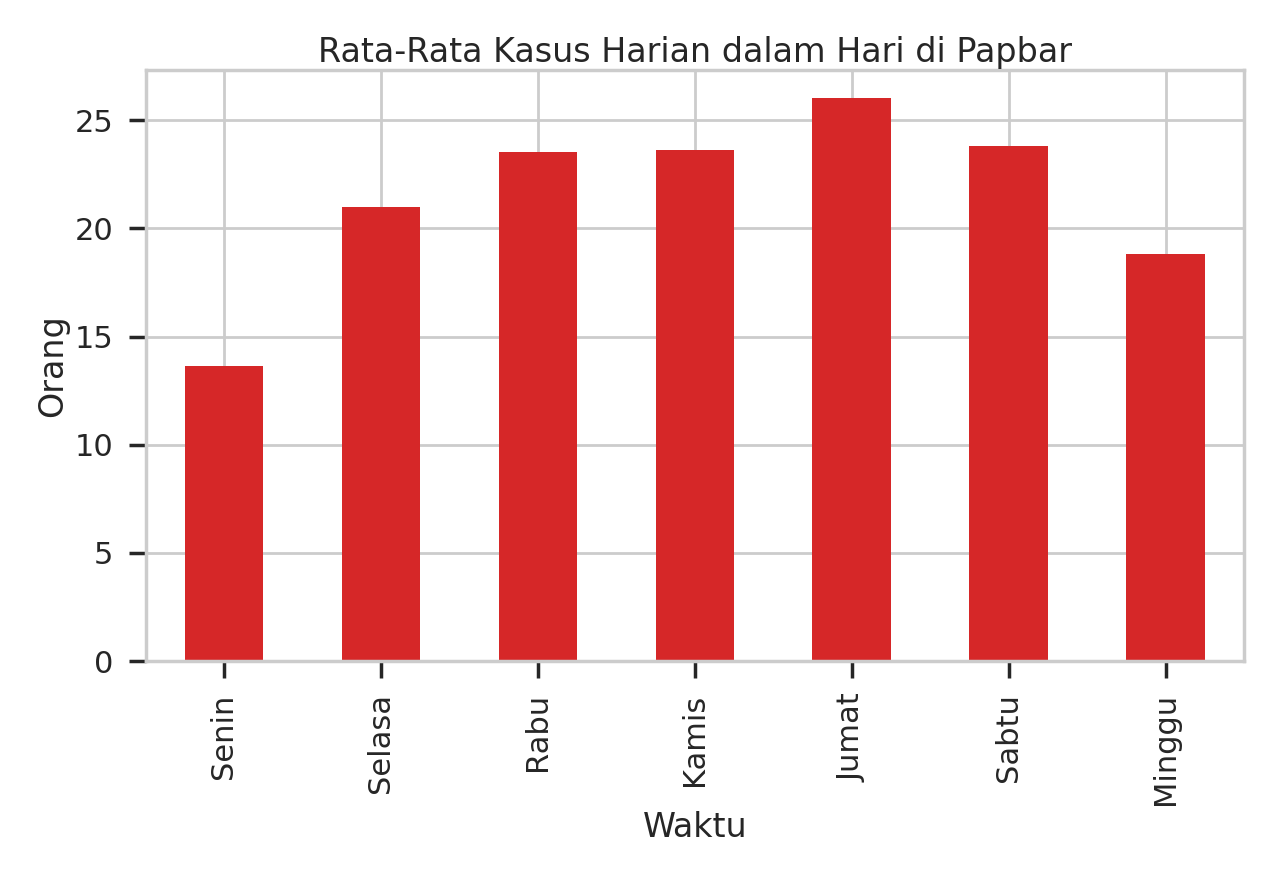 Rata-Rata Kasus Harian dalam Hari di Papbar
Orang
25
20
15
10
5
0
Senin
Selasa
Rabu
Kamis
Jumat
Sabtu
Minggu
Waktu